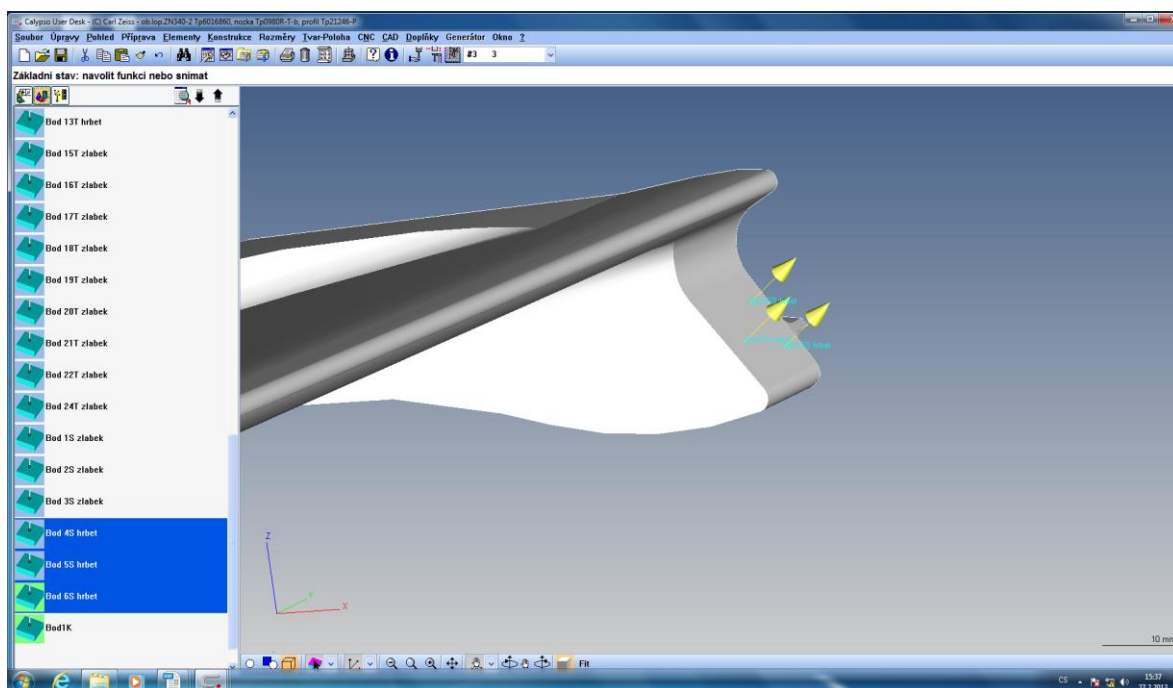 Calypso User Desk - (C) Carl Zeiss - ob.lop.ZN340-2 Tp6016860, nozka Tp0980R-T-b, profil Tp21246-P
Soubor Úpravy Pohled Příprava Elementy Konstrukce Rozměry Tvar-Poloha CNC CAD Doplňky Generátor Okno ?
#3 3
Základní stav: navolit funkci nebo snímat
Bod 13T hrbet
Bod 15T zlabek
Bod 16T zlabek
Bod 17T zlabek
Bod 18T zlabek
Bod 19T zlabek
Bod 20T zlabek
Bod 21T zlabek
Bod 22T zlabek
Bod 24T zlabek
Bod 1S zlabek
Bod 2S zlabek
Bod 3S zlabek
Bod 4S hrbet
Bod 5S hrbet
Bod 6S hrbet
Bod1K
hrbet
hrbet
Z
Y
X
10 mm
Fit
CS
15:37